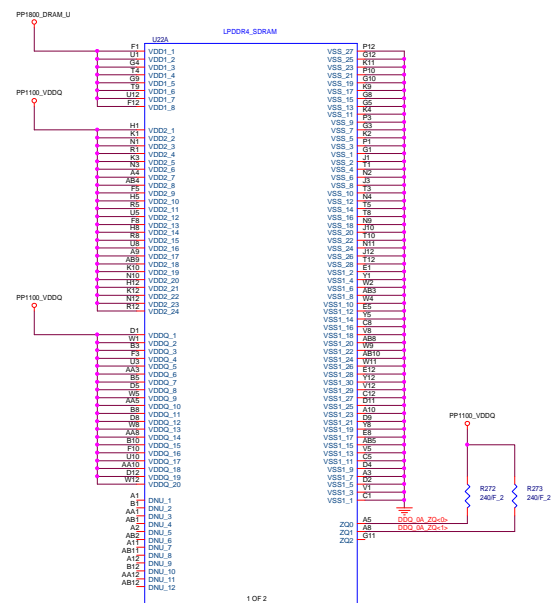 PP1800_DRAM_U
LPDDR4_SDRAM
U22A
F1 VDD1_1
U1 VDD1_2
G4 VDD1_3
T4 VDD1_4
G9 VDD1_5
T9 VDD1_6
U12 VDD1_7
F12 VDD1_8
PP1100_VDDQ
H1 VDD2_1
K1 VDD2_2
N1 VDD2_3
R1 VDD2_4
K3 VDD2_5
N3 VDD2_6
A4 VDD2_7
AB4 VDD2_8
F5 VDD2_9
H5 VDD2_10
R5 VDD2_11
U5 VDD2_12
F8 VDD2_13
H8 VDD2_14
R8 VDD2_15
U8 VDD2_16
A9 VDD2_17
AB9 VDD2_18
K10 VDD2_19
N10 VDD2_20
H12 VDD2_21
K12 VDD2_22
N12 VDD2_23
R12 VDD2_24
PP1100_VDDQ
D1 VDDQ_1
W1 VDDQ_2
B3 VDDQ_3
F3 VDDQ_4
U3 VDDQ_5
AA3 VDDQ_6
B5 VDDQ_7
D5 VDDQ_8
W5 VDDQ_9
AA5 VDDQ_10
B8 VDDQ_11
D8 VDDQ_12
W8 VDDQ_13
AA8 VDDQ_14
B10 VDDQ_15
F10 VDDQ_16
U10 VDDQ_17
AA10 VDDQ_18
D12 VDDQ_19
W12 VDDQ_20
A1 DNU_1
B1 DNU_2
AA1 DNU_3
AB1 DNU_4
A2 DNU_5
AB2 DNU_6
A11 DNU_7
AB11 DNU_8
A12 DNU_9
B12 DNU_10
AA12 DNU_11
AB12 DNU_12
VSS_27 P12
VSS_25 G12
VSS_23 K11
VSS_21 P10
VSS_19 G10
VSS_17 K9
VSS_15 G8
VSS_13 G5
VSS_11 K4
VSS_9 P3
VSS_7 G3
VSS_5 K2
VSS_3 P1
VSS_1 G1
VSS_2 J1
VSS_4 T1
VSS_6 N2
VSS_8 J3
VSS_10 T3
VSS_12 N4
VSS_14 T5
VSS_16 T8
VSS_18 N9
VSS_20 J10
VSS_22 T10
VSS_24 N11
VSS_26 J12
VSS_28 T12
VSS1_2 E1
VSS1_4 Y1
VSS1_6 W2
VSS1_8 AB3
VSS1_10 W4
VSS1_12 E5
VSS1_14 Y5
VSS1_16 C8
VSS1_18 V8
VSS1_20 AB8
VSS1_22 W9
VSS1_24 AB10
VSS1_26 W11
VSS1_28 E12
VSS1_30 Y12
VSS1_29 V12
VSS1_27 C12
VSS1_25 D11
VSS1_23 A10
VSS1_21 D9
VSS1_19 Y8
VSS1_17 E8
VSS1_15 AB5
VSS1_13 V5
VSS1_11 C5
VSS1_9 D4
VSS1_7 A3
VSS1_5 D2
VSS1_3 V1
VSS1_1 C1
ZQ0 A5 DDQ_0A_ZQ<0>
ZQ1 A8 DDQ_0A_ZQ<1>
ZQ2 G11
PP1100_VDDQ
R272
240/F_2
R273
240/F_2
1 OF 2